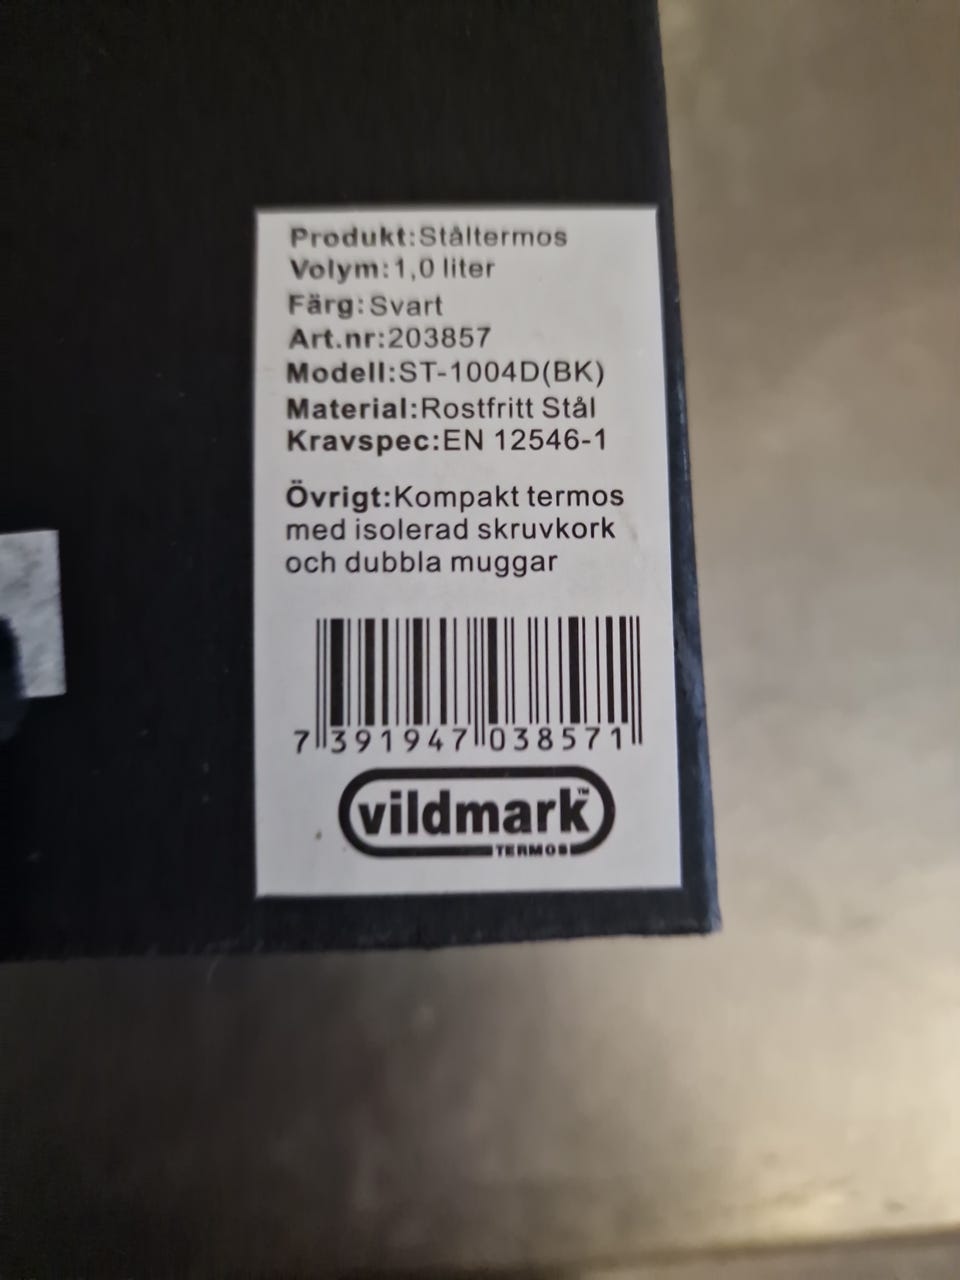 Produkt:Ståltermos
Volym:1,0 liter
Färg:Svart
Art.nr:203857
Modell:ST-1004D(BK)
Material:Rostfritt Stål
Kravspec:EN 12546-1
Övrigt:Kompakt termos
med isolerad skruvkork
och dubbla muggar
7 391947 038571
vildmark™
TERMOS